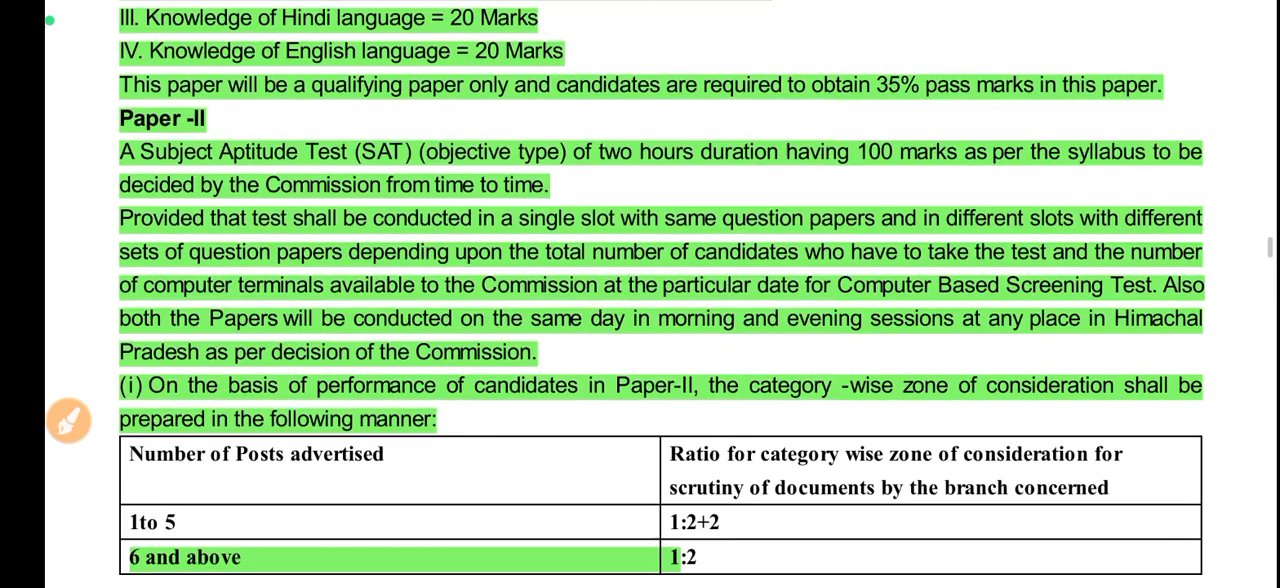 III. Knowledge of Hindi language = 20 Marks
IV. Knowledge of English language = 20 Marks
This paper will be a qualifying paper only and candidates are required to obtain 35% pass marks in this paper.
Paper -II
A Subject Aptitude Test (SAT) (objective type) of two hours duration having 100 marks as per the syllabus to be
decided by the Commission from time to time.
Provided that test shall be conducted in a single slot with same question papers and in different slots with different
sets of question papers depending upon the total number of candidates who have to take the test and the number
of computer terminals available to the Commission at the particular date for Computer Based Screening Test. Also
both the Papers will be conducted on the same day in morning and evening sessions at any place in Himachal
Pradesh as per decision of the Commission.
(i) On the basis of performance of candidates in Paper-II, the category -wise zone of consideration shall be
prepared in the following manner:
Number of Posts advertised
Ratio for category wise zone of consideration for
scrutiny of documents by the branch concerned
1to 5
1:2+2
6 and above
1:2